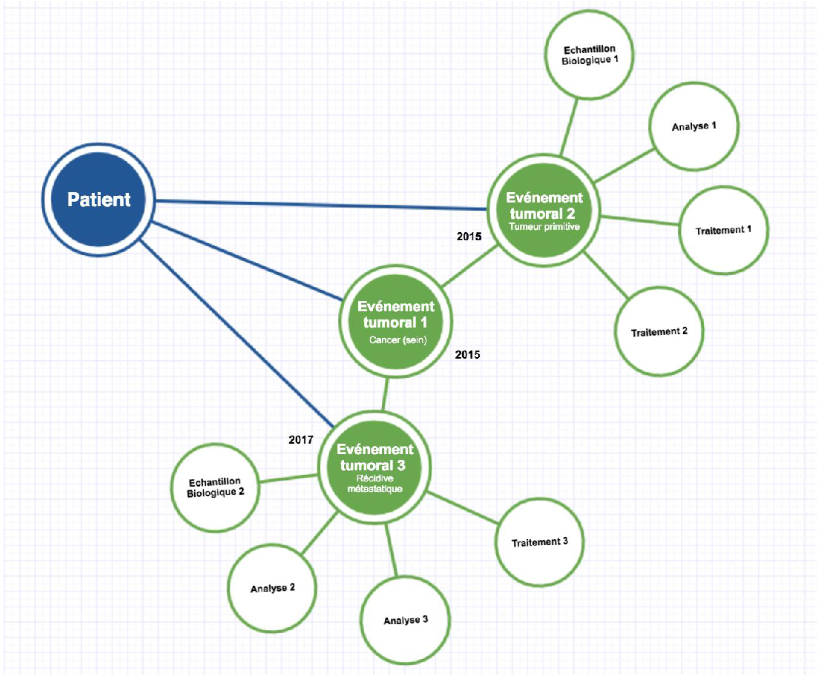 Echantillon
Biologique 1
Analyse 1
Patient
Evénement
tumoral 2
Tumeur primitive
Traitement 1
2015
Evénement
tumoral 1
Cancer (sein)
Traitement 2
2015
2017
Evénement
tumoral 3
Récidive
métastatique
Echantillon
Biologique 2
Traitement 3
Analyse 2
Analyse 3